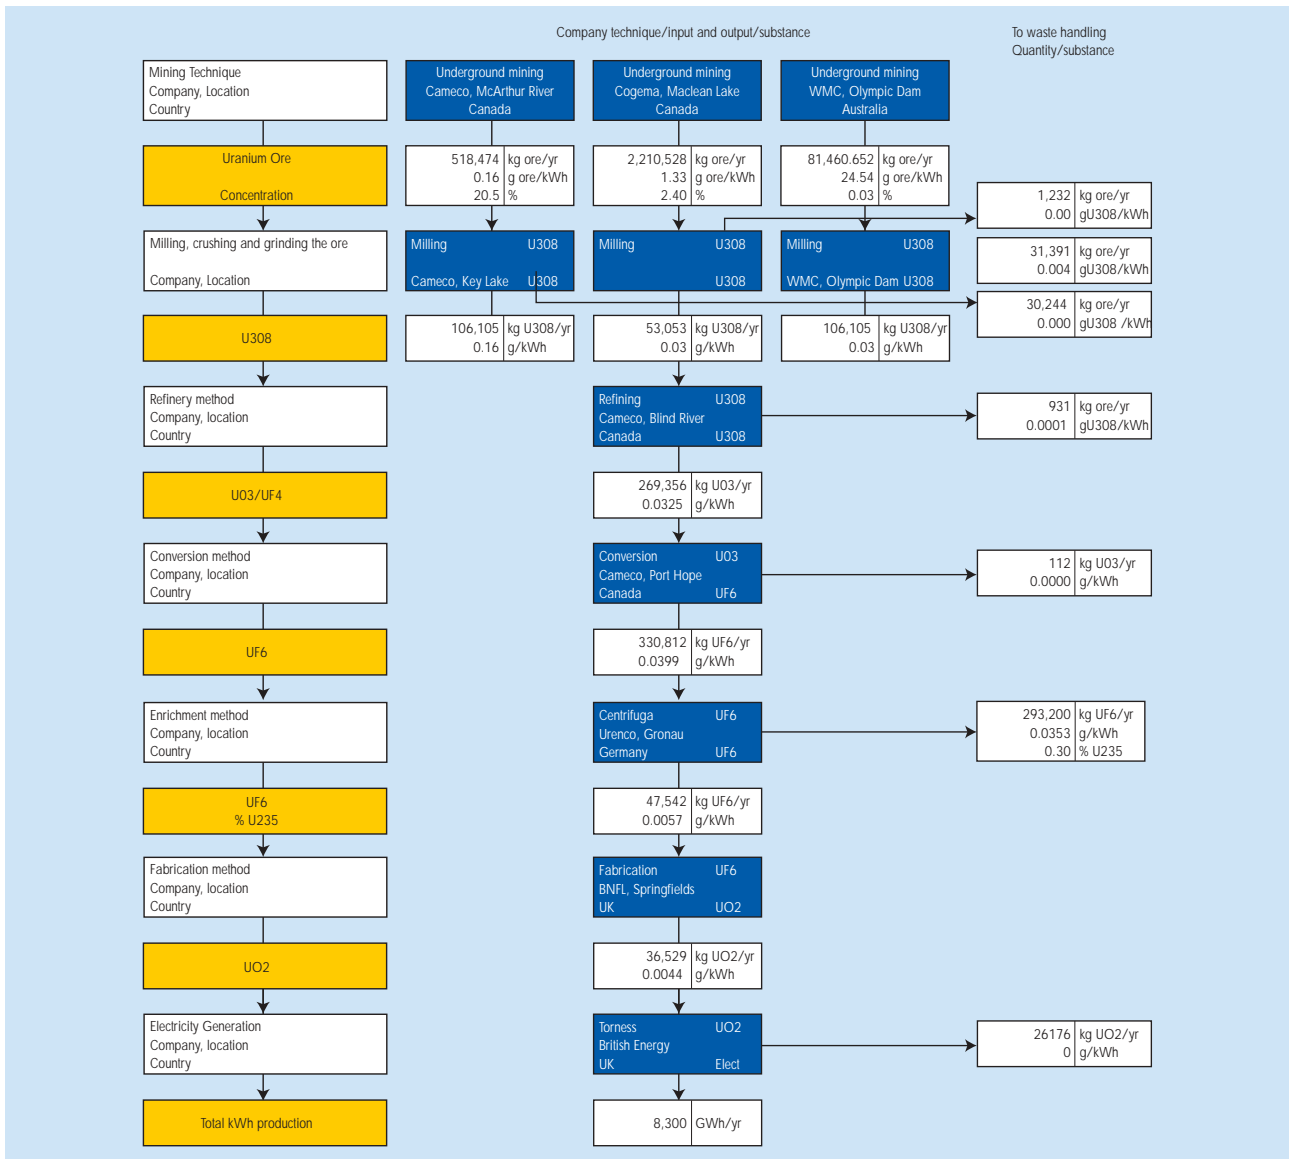 Company technique/input and output/substance
To waste handling
Quantity/substance
Mining Technique
Company, Location
Country
Underground mining
Cameco, McArthur River
Canada
Underground mining
Cogema, Maclean Lake
Canada
Underground mining
WMC, Olympic Dam
Australia
Uranium Ore
Concentration
518,474 kg ore/yr
0.16 g ore/kWh
20.5 %
2,210,528 kg ore/yr
1.33 g ore/kWh
2.40 %
81,460.652 kg ore/yr
24.54 g ore/kWh
0.03 %
1,232 kg ore/yr
0.00 gU308/kWh
Milling, crushing and grinding the ore
Company, Location
Milling U308
Cameco, Key Lake U308
Milling U308
U308
Milling U308
WMC, Olympic Dam U308
31,391 kg ore/yr
0.004 gU308/kWh
30,244 kg ore/yr
0.000 gU308 /kWh
U308
106,105 kg U308/yr
0.16 g/kWh
53,053 kg U308/yr
0.03 g/kWh
106,105 kg U308/yr
0.03 g/kWh
Refinery method
Company, location
Country
Refining U308
Cameco, Blind River
Canada U308
931 kg ore/yr
0.0001 gU308/kWh
U03/UF4
269,356 kg U03/yr
0.0325 g/kWh
Conversion method
Company, location
Country
Conversion U03
Cameco, Port Hope
Canada UF6
112 kg U03/yr
0.0000 g/kWh
UF6
330,812 kg UF6/yr
0.0399 g/kWh
Enrichment method
Company, location
Country
Centrifuga UF6
Urenco, Gronau
Germany UF6
293,200 kg UF6/yr
0.0353 g/kWh
0.30 % U235
UF6
% U235
47,542 kg UF6/yr
0.0057 g/kWh
Fabrication method
Company, location
Country
Fabrication UF6
BNFL, Springfields
UK UO2
UO2
36,529 kg UO2/yr
0.0044 g/kWh
Electricity Generation
Company, location
Country
Torness UO2
British Energy
UK Elect
26176 kg UO2/yr
0 g/kWh
Total kWh production
8,300 GWh/yr